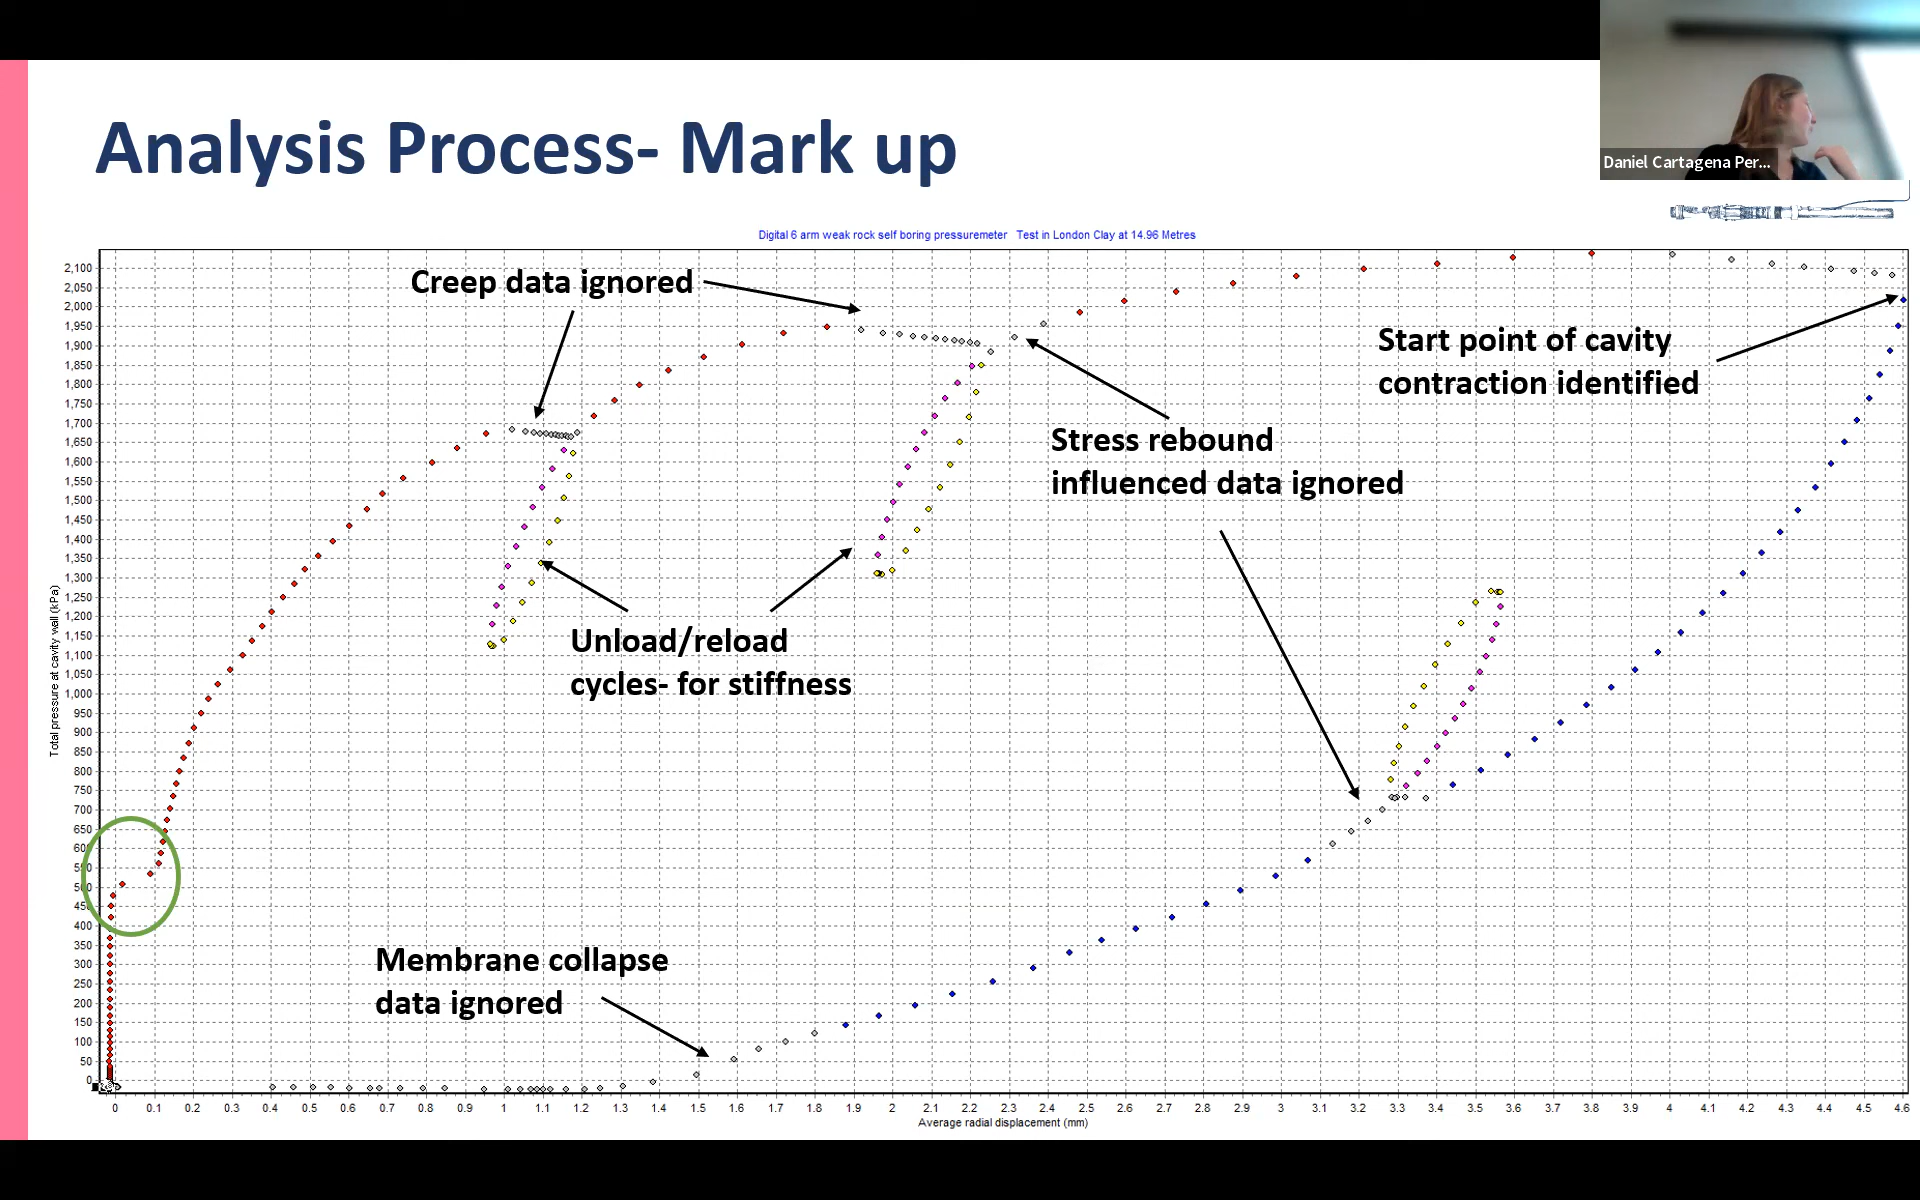 Analysis Process- Mark up
Daniel Cartagena Per...
Digital 6 arm weak rock self boring pressuremeter Test in London Clay at 14.96 Metres
Creep data ignored
Start point of cavity
contraction identified
Stress rebound
influenced data ignored
Unload/reload
cycles- for stiffness
Membrane collapse
data ignored
Total pressure at cavity wall (kPa)
2,100
2,050
2,000
1,950
1,900
1,850
1,800
1,750
1,700
1,650
1,600
1,550
1,500
1,450
1,400
1,350
1,300
1,250
1,200
1,150
1,100
1,050
1,000
950
900
850
800
750
700
650
600
550
500
450
400
350
300
250
200
150
100
50
0
0 0.1 0.2 0.3 0.4 0.5 0.6 0.7 0.8 0.9 1 1.1 1.2 1.3 1.4 1.5 1.6 1.7 1.8 1.9 2 2.1 2.2 2.3 2.4 2.5 2.6 2.7 2.8 2.9 3 3.1 3.2 3.3 3.4 3.5 3.6 3.7 3.8 3.9 4 4.1 4.2 4.3 4.4 4.5 4.6
Average radial displacement (mm)